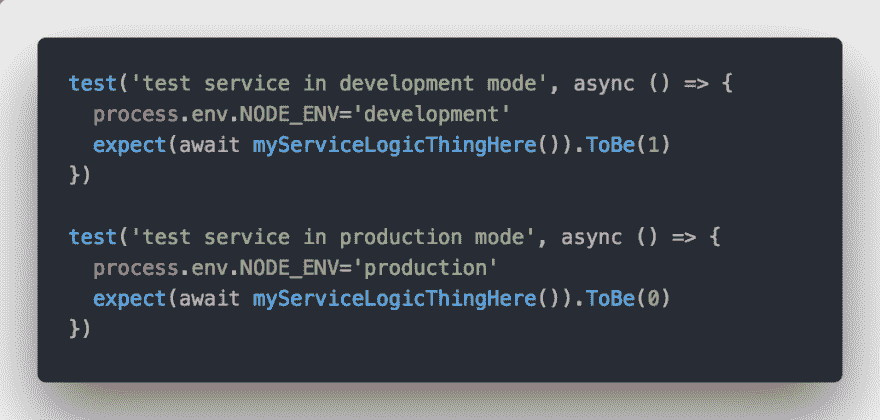 test('test service in development mode', async () => {
  process.env.NODE_ENV='development'
  expect(await myServiceLogicThingHere()).ToBe(1)
})

test('test service in production mode', async () => {
  process.env.NODE_ENV='production'
  expect(await myServiceLogicThingHere()).ToBe(0)
})